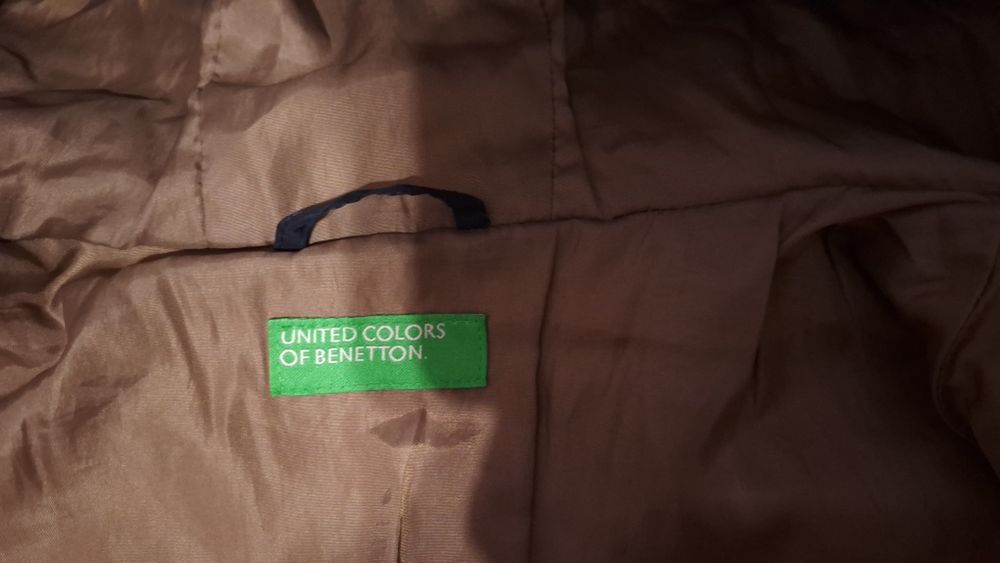 UNITED COLORS
OF BENETTON.